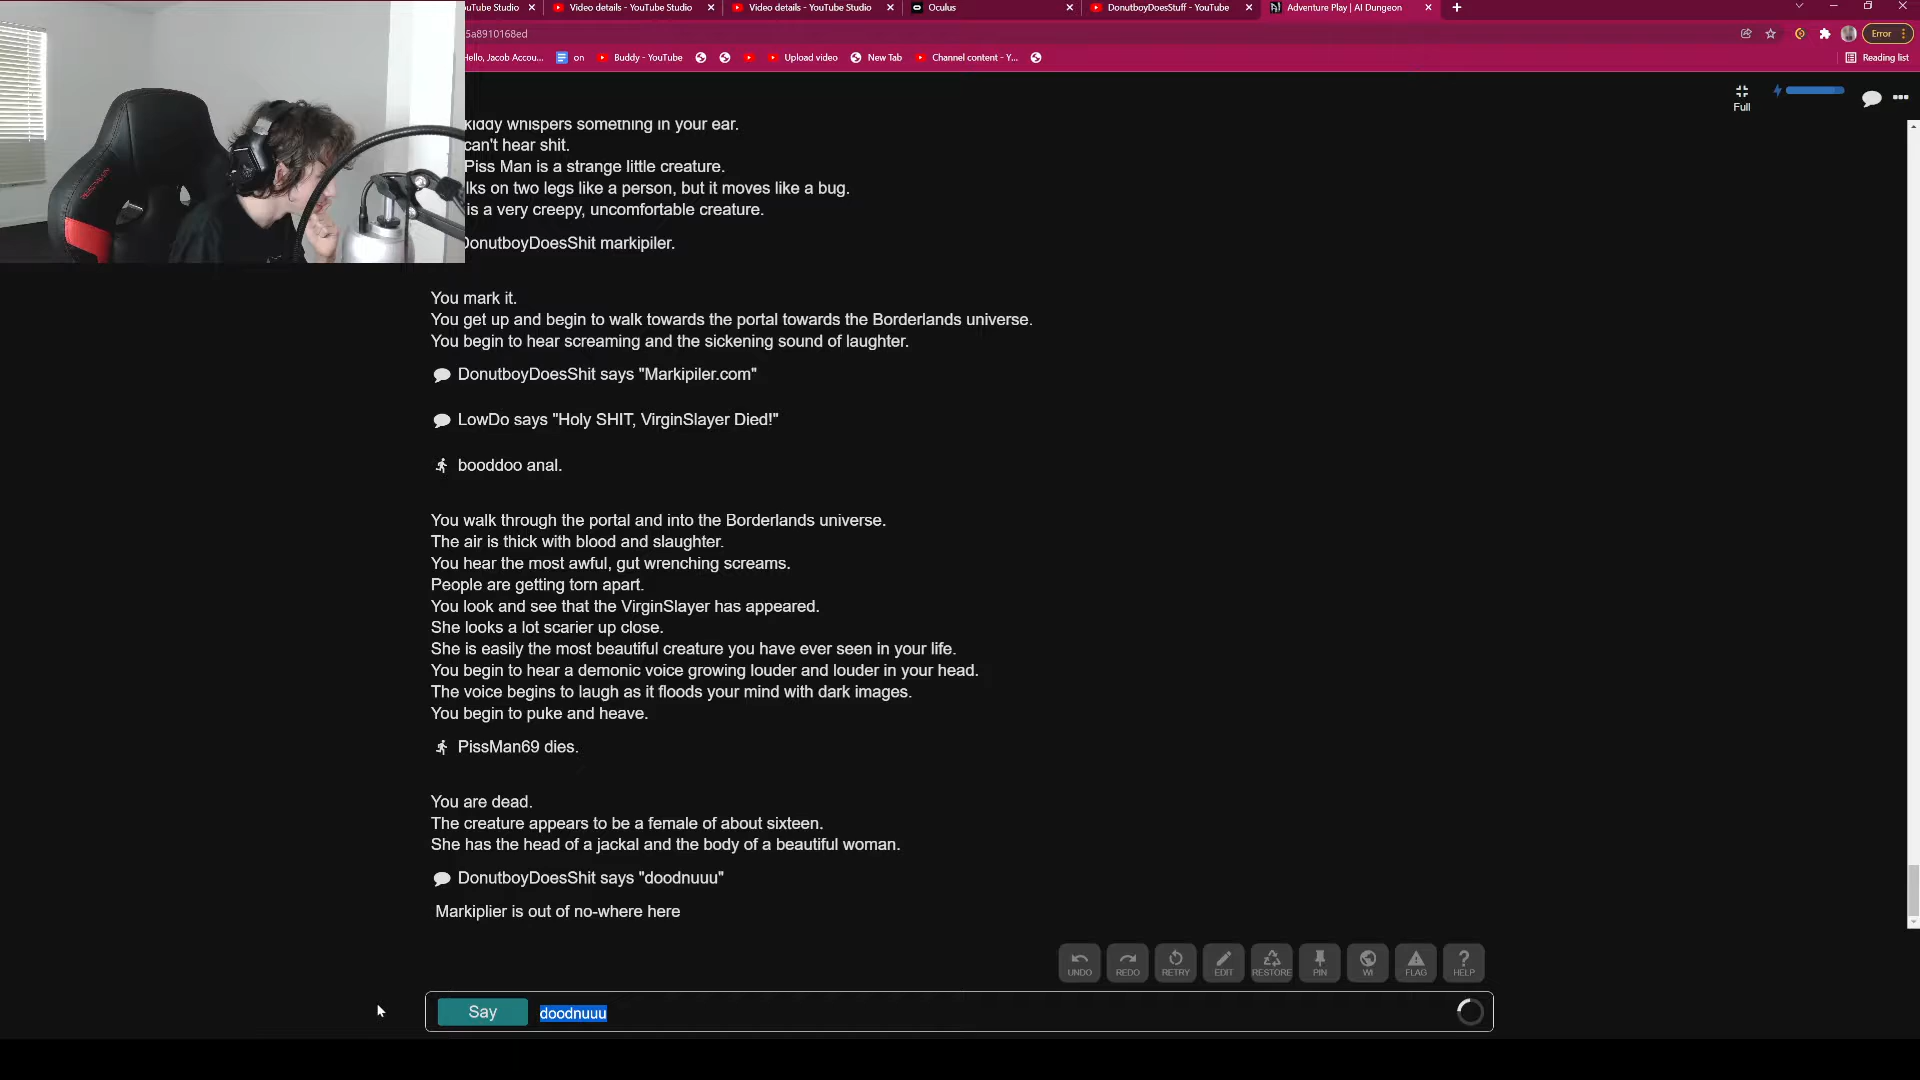 uTube Studio
Video details - YouTube Studio
Video details - YouTube Studio
Oculus
DonutboyDoesStuff - YouTube
Adventure Play | AI Dungeon
5a8910168ed
Error
Hello, Jacob Accou...
on
Buddy - YouTube
Upload video
New Tab
Channel content - Y...
Reading list
Full
kiddy whispers something in your ear.
can't hear shit.
Piss Man is a strange little creature.
lks on two legs like a person, but it moves like a bug.
is a very creepy, uncomfortable creature.
DonutboyDoesShit markipiler.
You mark it.
You get up and begin to walk towards the portal towards the Borderlands universe.
You begin to hear screaming and the sickening sound of laughter.
DonutboyDoesShit says "Markipiler.com"
LowDo says "Holy SHIT, VirginSlayer Died!"
booddoo anal.
You walk through the portal and into the Borderlands universe.
The air is thick with blood and slaughter.
You hear the most awful, gut wrenching screams.
People are getting torn apart.
You look and see that the VirginSlayer has appeared.
She looks a lot scarier up close.
She is easily the most beautiful creature you have ever seen in your life.
You begin to hear a demonic voice growing louder and louder in your head.
The voice begins to laugh as it floods your mind with dark images.
You begin to puke and heave.
PissMan69 dies.
You are dead.
The creature appears to be a female of about sixteen.
She has the head of a jackal and the body of a beautiful woman.
DonutboyDoesShit says "doodnuuu"
Markiplier is out of no-where here
UNDO
REDO
RETRY
EDIT
RESTORE
PIN
WI
FLAG
HELP
Say
doodnuuu